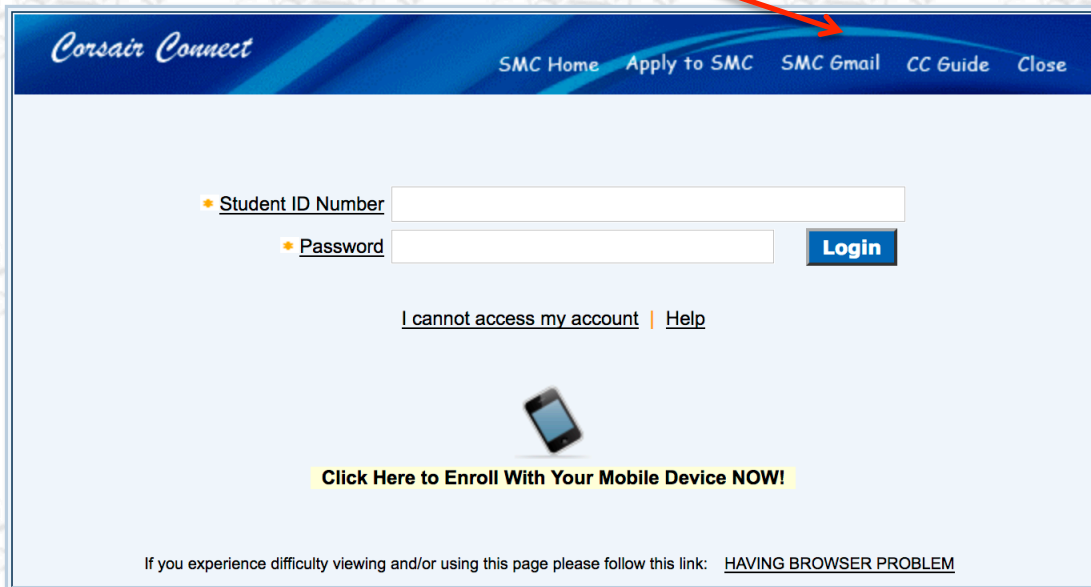 Corsair Connect
SMC Home Apply to SMC SMC Gmail CC Guide Close
Student ID Number
Password Login
I cannot access my account | Help
Click Here to Enroll With Your Mobile Device NOW!
If you experience difficulty viewing and/or using this page please follow this link: HAVING BROWSER PROBLEM